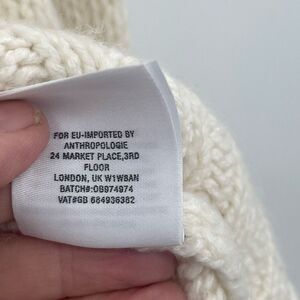 FOR EU-IMPORTED BY
ANTHROPOLOGIE
24 MARKET PLACE,3RD
FLOOR
LONDON, UK W1W8AN
BATCH#:OB974974
VAT#GB 684936382